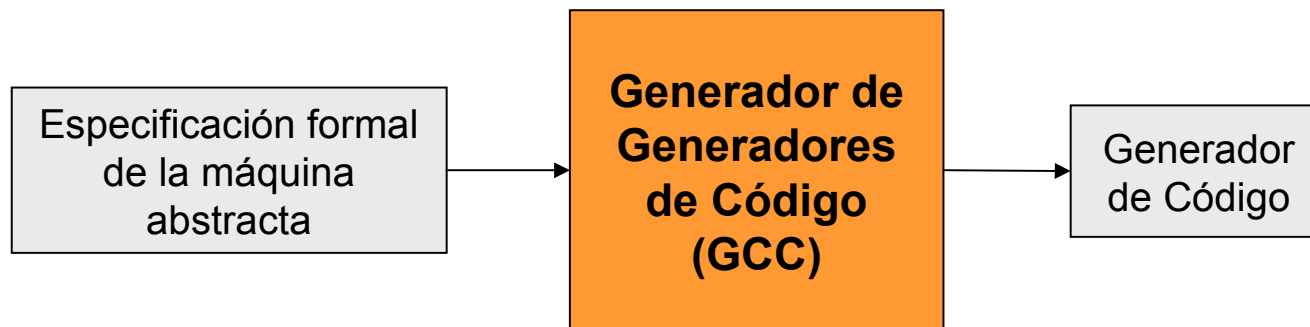 Especificación formal
de la máquina
abstracta
Generador de
Generadores
de Código
(GCC)
Generador
de Código